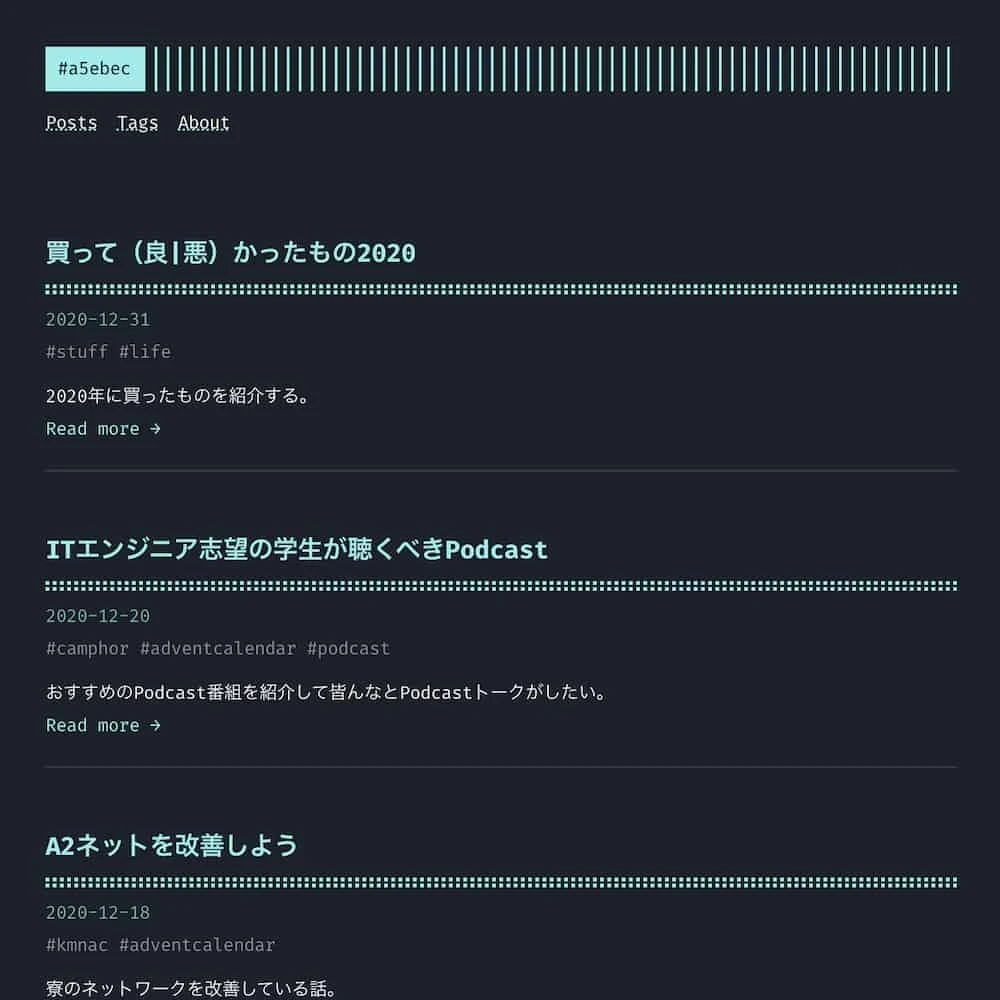 #a5ebec
Posts Tags About
買って（良|悪）かったもの2020
2020-12-31
#stuff #life
2020年に買ったものを紹介する。
Read more →
ITエンジニア志望の学生が聴くべきPodcast
2020-12-20
#camphor #adventcalendar #podcast
おすすめのPodcast番組を紹介して皆んなとPodcastトークがしたい。
Read more →
A2ネットを改善しよう
2020-12-18
#kmnac #adventcalendar
寮のネットワークを改善している話。